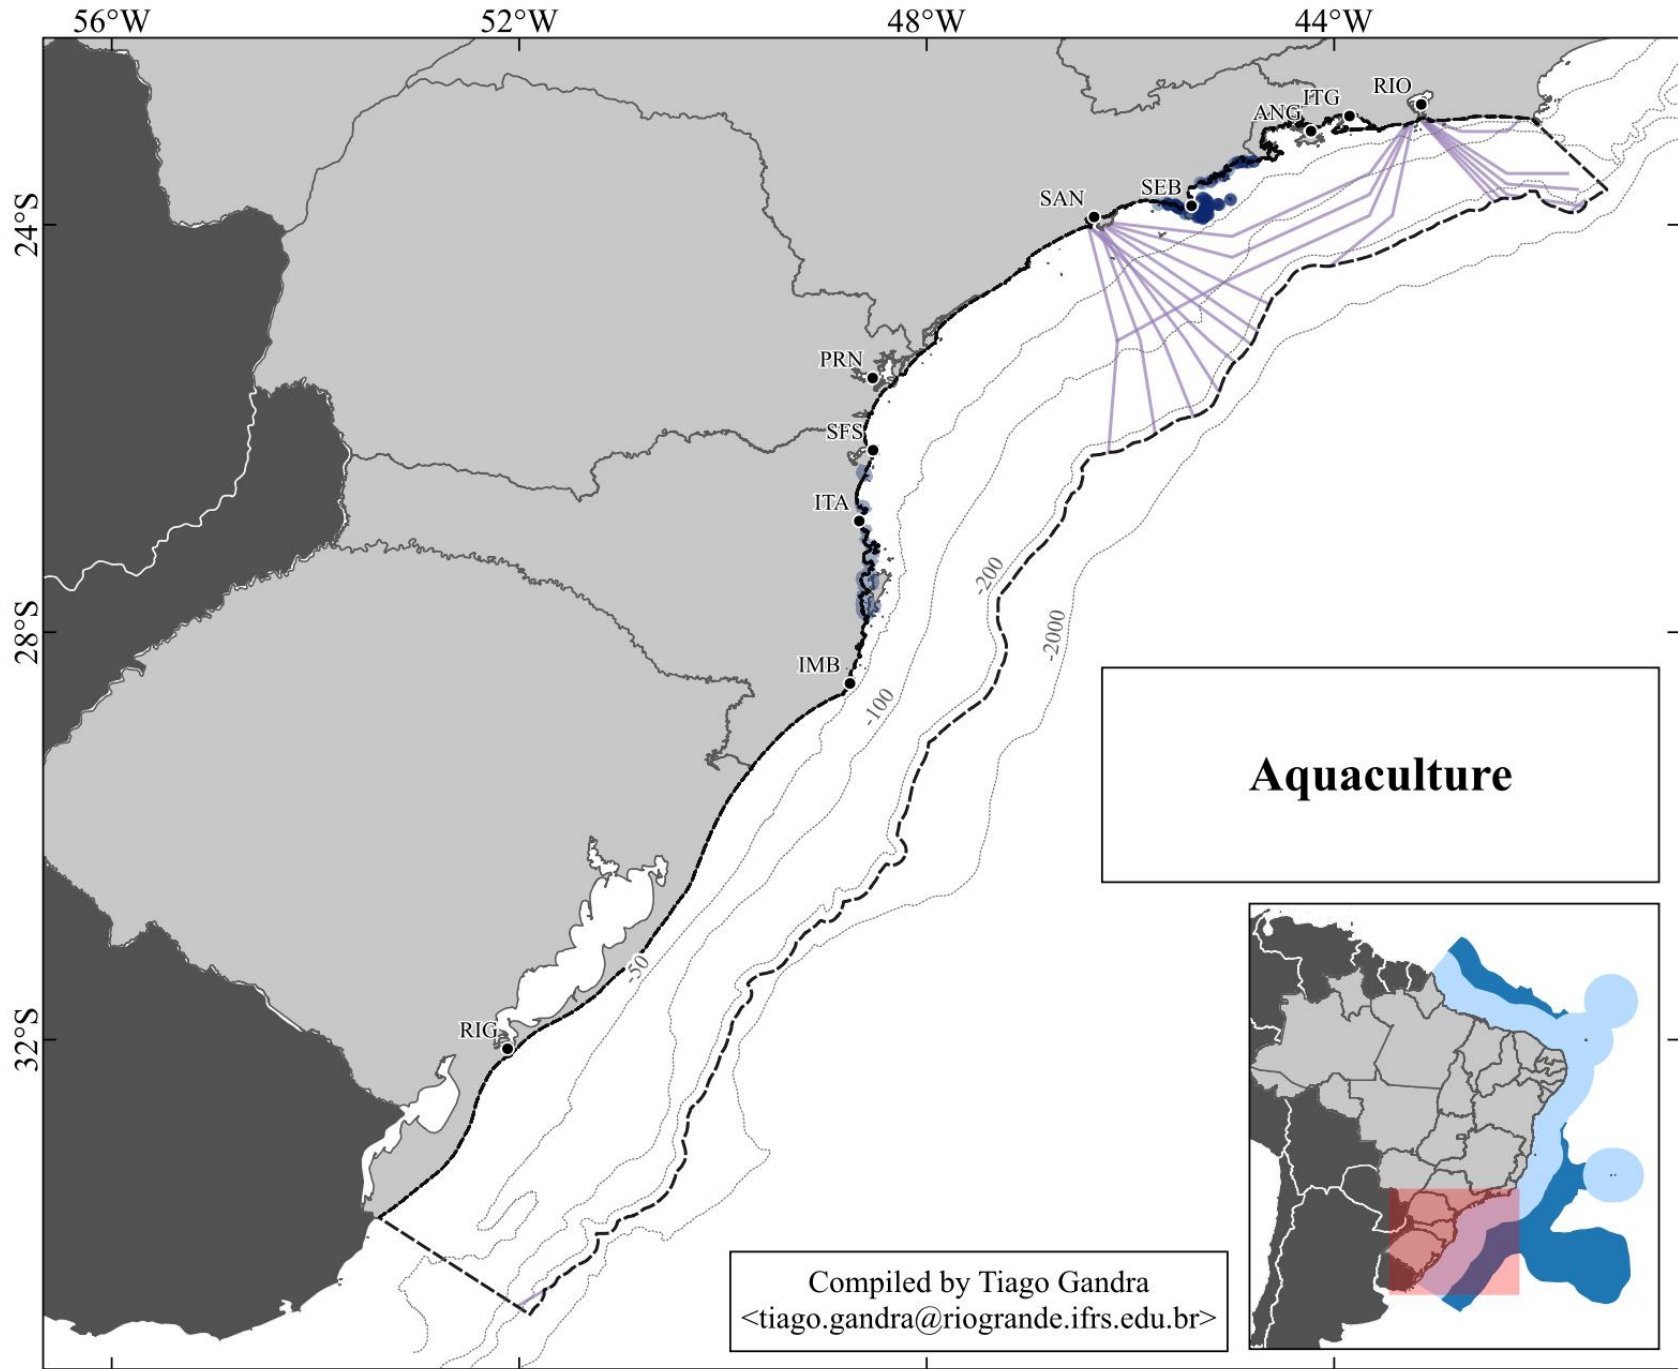 56°W
52°W
48°W
44°W
RIO
ITG
ANG
SEB
SAN
24°S
PRN
SFS
ITA
-200
28°S
-2000
IMB
-100
Aquaculture
-50
RIG
32°S
Compiled by Tiago Gandra
<tiago.gandra@riogrande.ifrs.edu.br>